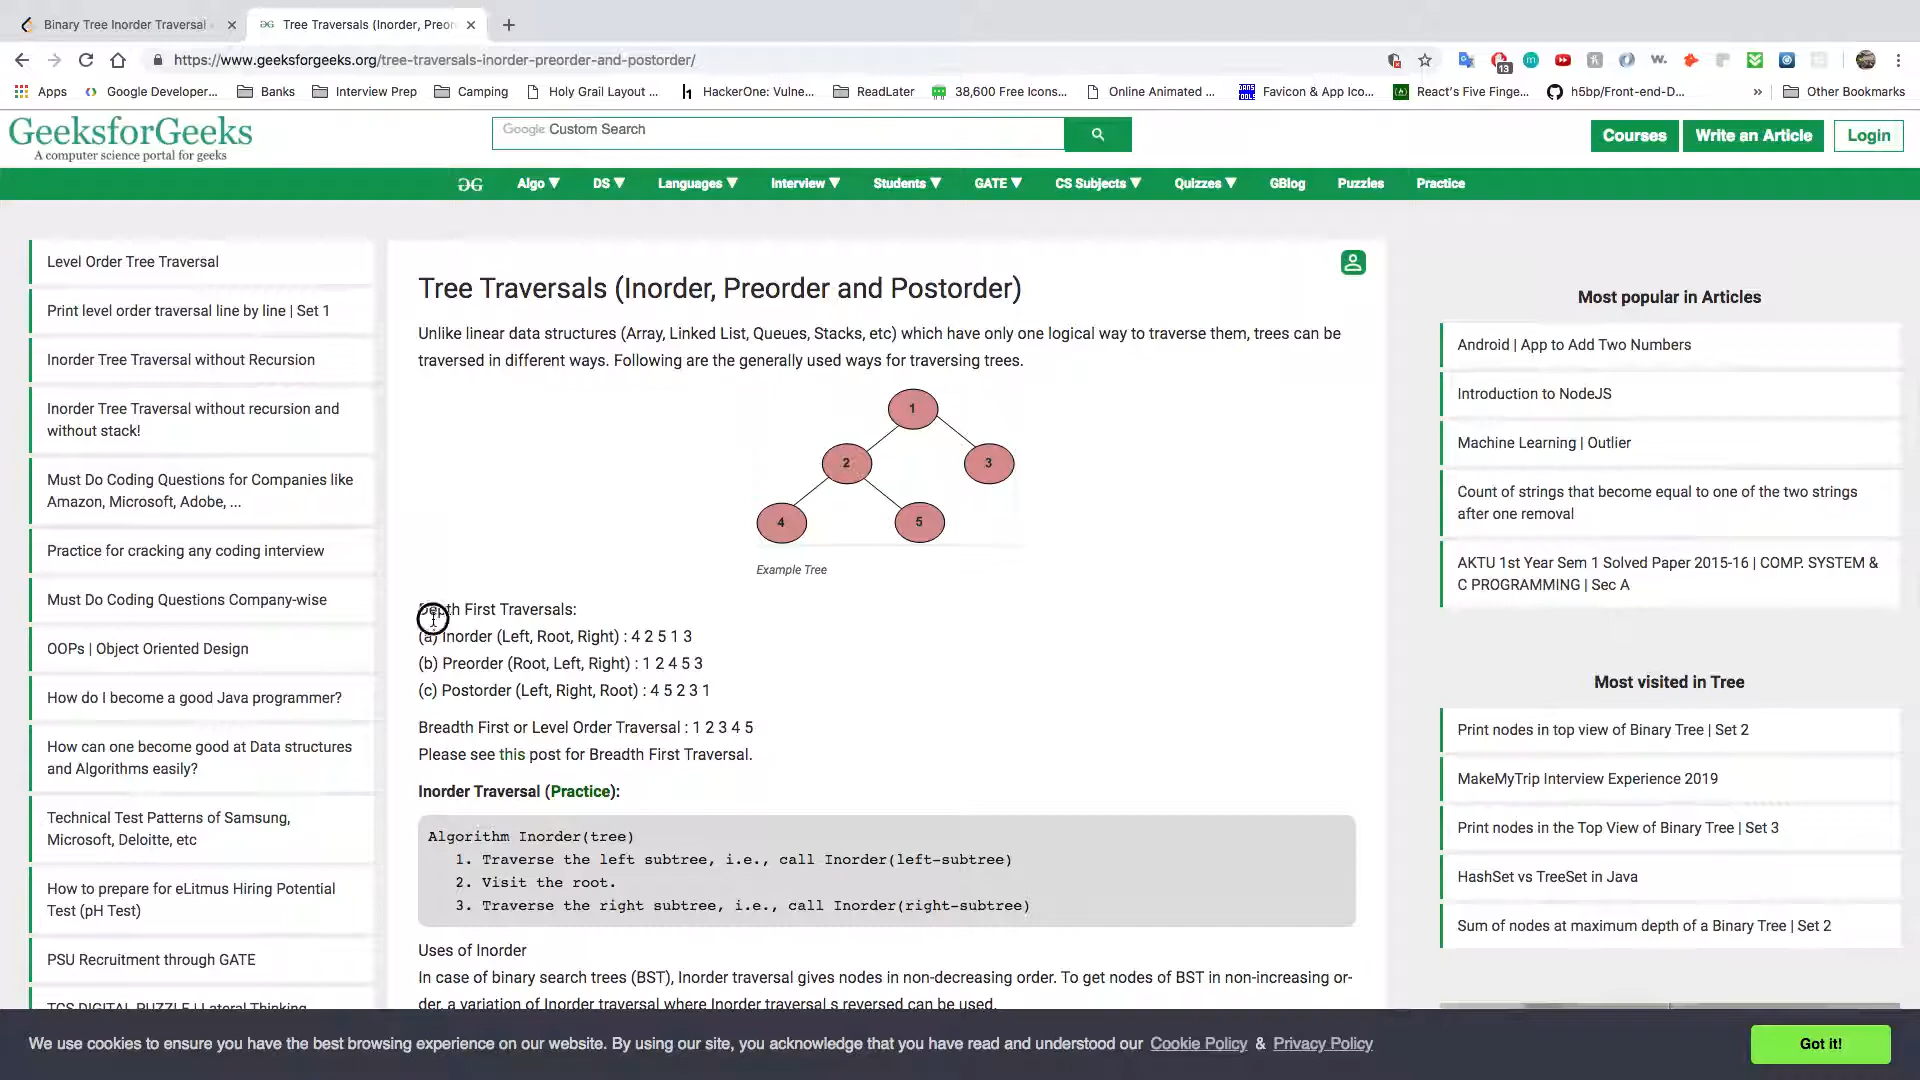 Binary Tree Inorder Traversal
Tree Traversals (Inorder, Preor
https://www.geeksforgeeks.org/tree-traversals-inorder-preorder-and-postorder/
13
Apps
Google Developer...
Banks
Interview Prep
Camping
Holy Grail Layout ...
HackerOne: Vulne...
ReadLater
38,600 Free Icons...
Online Animated ...
Favicon & App Ico...
React's Five Finge...
h5bp/Front-end-D...
»
Other Bookmarks
GeeksforGeeks
A computer science portal for geeks
Google Custom Search
Courses
Write an Article
Login
Algo ▼
DS ▼
Languages ▼
Interview ▼
Students ▼
GATE ▼
CS Subjects ▼
Quizzes ▼
GBlog
Puzzles
Practice
Level Order Tree Traversal
Print level order traversal line by line | Set 1
Inorder Tree Traversal without Recursion
Inorder Tree Traversal without recursion and
without stack!
Must Do Coding Questions for Companies like
Amazon, Microsoft, Adobe, ...
Practice for cracking any coding interview
Must Do Coding Questions Company-wise
OOPs | Object Oriented Design
How do I become a good Java programmer?
How can one become good at Data structures
and Algorithms easily?
Technical Test Patterns of Samsung,
Microsoft, Deloitte, etc
How to prepare for eLitmus Hiring Potential
Test (pH Test)
PSU Recruitment through GATE
TCS DIGITAL PUZZLE | Lateral Thinking
Tree Traversals (Inorder, Preorder and Postorder)
Unlike linear data structures (Array, Linked List, Queues, Stacks, etc) which have only one logical way to traverse them, trees can be
traversed in different ways. Following are the generally used ways for traversing trees.
1
2
3
4
5
Example Tree
Depth First Traversals:
(a) Inorder (Left, Root, Right) : 4 2 5 1 3
(b) Preorder (Root, Left, Right) : 1 2 4 5 3
(c) Postorder (Left, Right, Root) : 4 5 2 3 1
Breadth First or Level Order Traversal : 1 2 3 4 5
Please see this post for Breadth First Traversal.
Inorder Traversal (Practice):
Algorithm Inorder(tree)
1. Traverse the left subtree, i.e., call Inorder(left-subtree)
2. Visit the root.
3. Traverse the right subtree, i.e., call Inorder(right-subtree)
Uses of Inorder
In case of binary search trees (BST), Inorder traversal gives nodes in non-decreasing order. To get nodes of BST in non-increasing or-
der, a variation of Inorder traversal where Inorder traversal s reversed can be used.
Most popular in Articles
Android | App to Add Two Numbers
Introduction to NodeJS
Machine Learning | Outlier
Count of strings that become equal to one of the two strings
after one removal
AKTU 1st Year Sem 1 Solved Paper 2015-16 | COMP. SYSTEM &
C PROGRAMMING | Sec A
Most visited in Tree
Print nodes in top view of Binary Tree | Set 2
MakeMyTrip Interview Experience 2019
Print nodes in the Top View of Binary Tree | Set 3
HashSet vs TreeSet in Java
Sum of nodes at maximum depth of a Binary Tree | Set 2
We use cookies to ensure you have the best browsing experience on our website. By using our site, you acknowledge that you have read and understood our Cookie Policy & Privacy Policy
Got it!